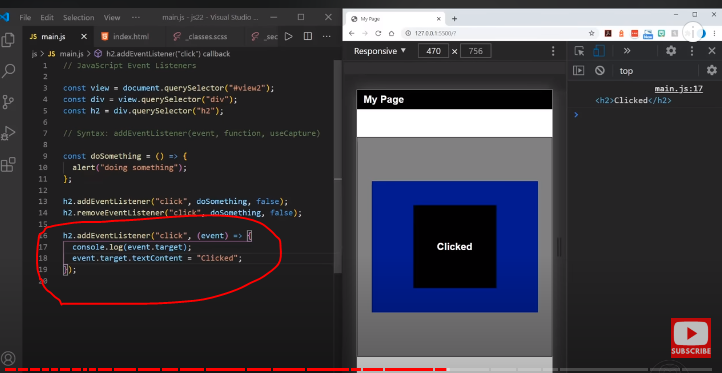 File Edit Selection View ··· main.js - js22 - Visual Studio ...
main.js index.html _classes.scss _sec
js > main.js > h2.addEventListener("click") callback
1 // JavaScript Event Listeners
2
3 const view = document.querySelector("#view2");
4 const div = view.querySelector("div");
5 const h2 = div.querySelector("h2");
6
7 // Syntax: addEventListener(event, function, useCapture)
8
9 const doSomething = () => {
10 alert("doing something");
11 };
12
13 h2.addEventListener("click", doSomething, false);
14 h2.removeEventListener("click", doSomething, false);
15
16 h2.addEventListener("click", (event) => {
17 console.log(event.target);
18 event.target.textContent = "Clicked";
19 });
20
My Page
127.0.0.1:5500/?
Responsive ▼ 470 × 756
top
My Page
Clicked
main.js:17
<h2>Clicked</h2>
SUBSCRIBE